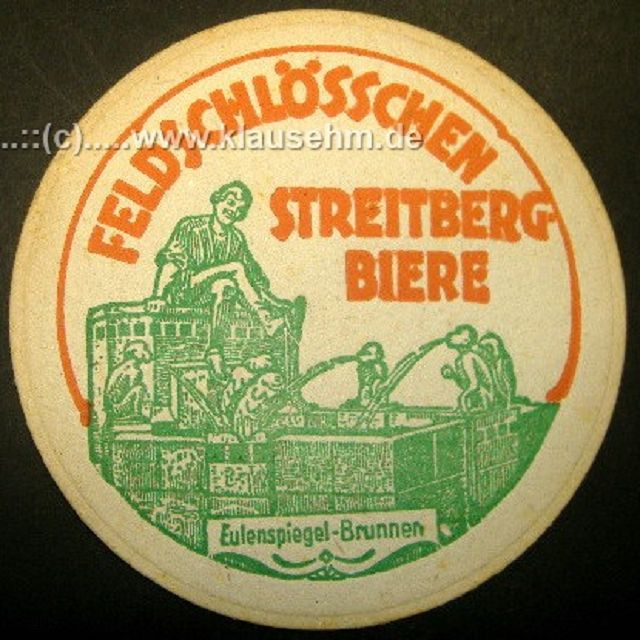 FELDSCHLÖSSCHEN
..::(c).....www.klausehm.de
STREITBERG-
BIERE
Eulenspiegel-Brunnen